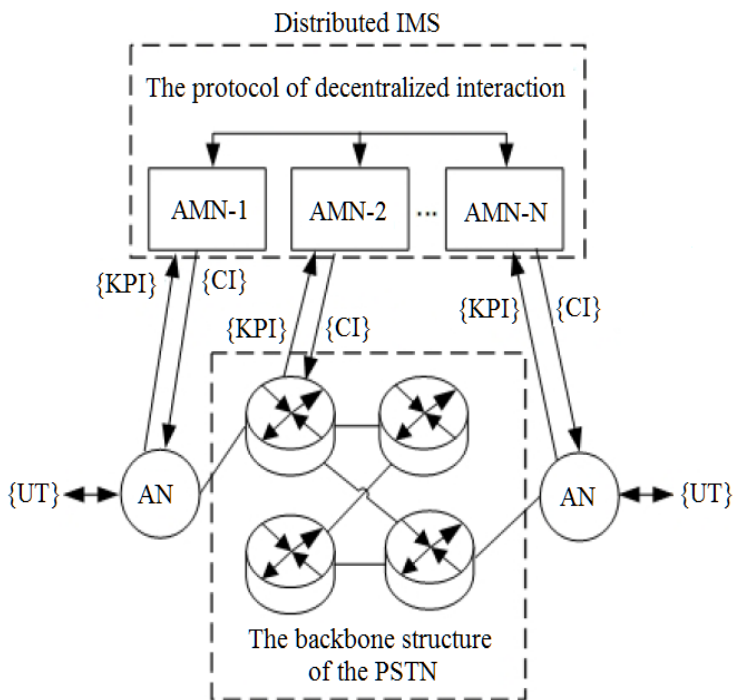 Distributed IMS
The protocol of decentralized interaction
AMN-1
AMN-2
...
AMN-N
{KPI}
{CI}
{KPI}
{CI}
{KPI}
{CI}
{UT}
AN
AN
{UT}
The backbone structure
of the PSTN